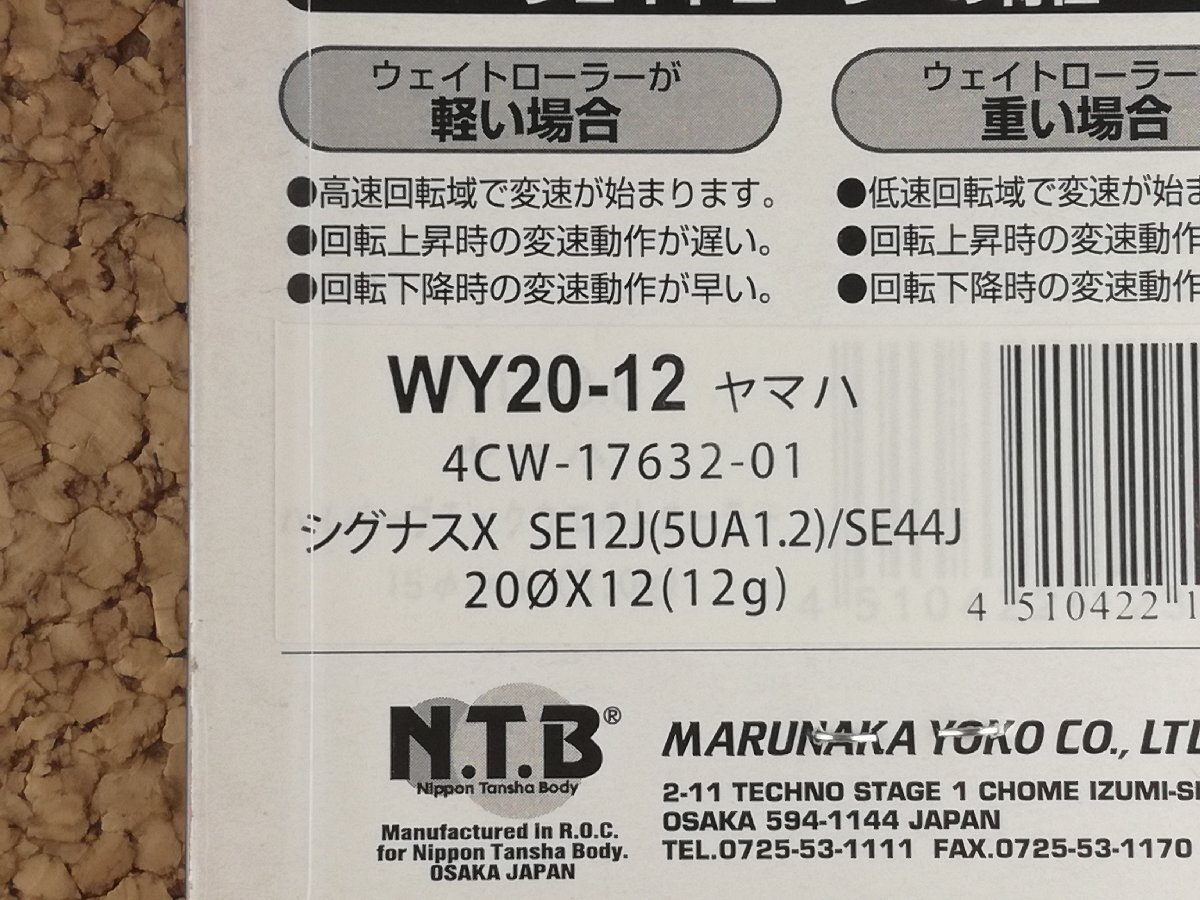 ウェイトローラーが
軽い場合
●高速回転域で変速が始まります。
●回転上昇時の変速動作が遅い。
●回転下降時の変速動作が早い。
ウェイトローラー
重い場合
●低速回転域で変速が始ま
●回転上昇時の変速動作
●回転下降時の変速動作
WY20-12 ヤマハ
4CW-17632-01
シグナスX SE12J(5UA1.2)/SE44J
20ØX12(12g)
4 510422 1
N.T.B®
Nippon Tansha Body
Manufactured in R.O.C.
for Nippon Tansha Body.
OSAKA JAPAN
MARUNAKA YOKO CO., LTD
2-11 TECHNO STAGE 1 CHOME IZUMI-SH
OSAKA 594-1144 JAPAN
TEL.0725-53-1111 FAX.0725-53-1170